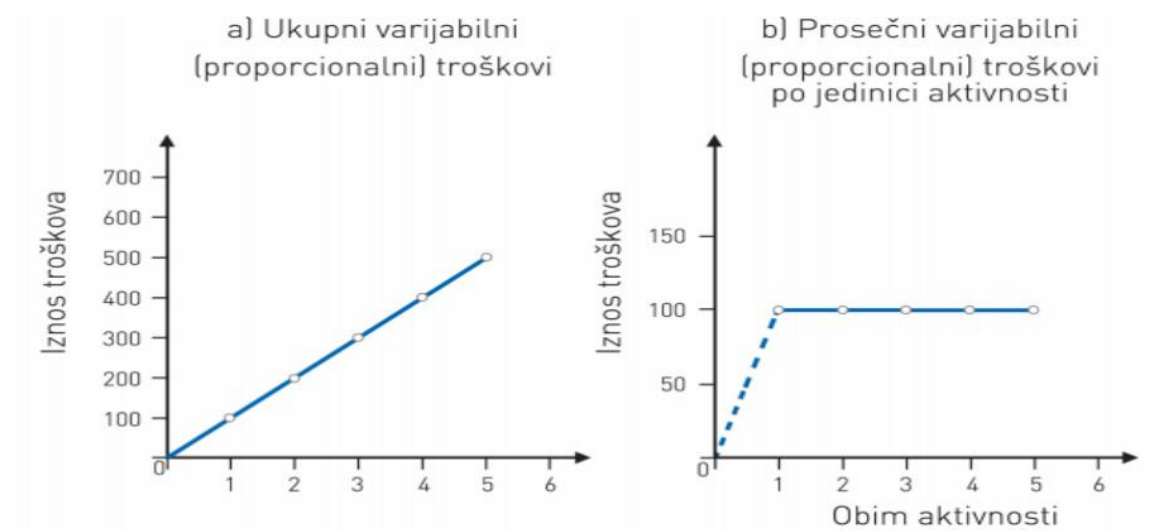 a) Ukupni varijabilni
(proporcionalni) troškovi
Iznos troškova
700
600
500
400
300
200
100
0
1 2 3 4 5 6
b) Prosečni varijabilni
(proporcionalni) troškovi
po jedinici aktivnosti
Iznos troškova
150
100
50
0
1 2 3 4 5 6
Obim aktivnosti